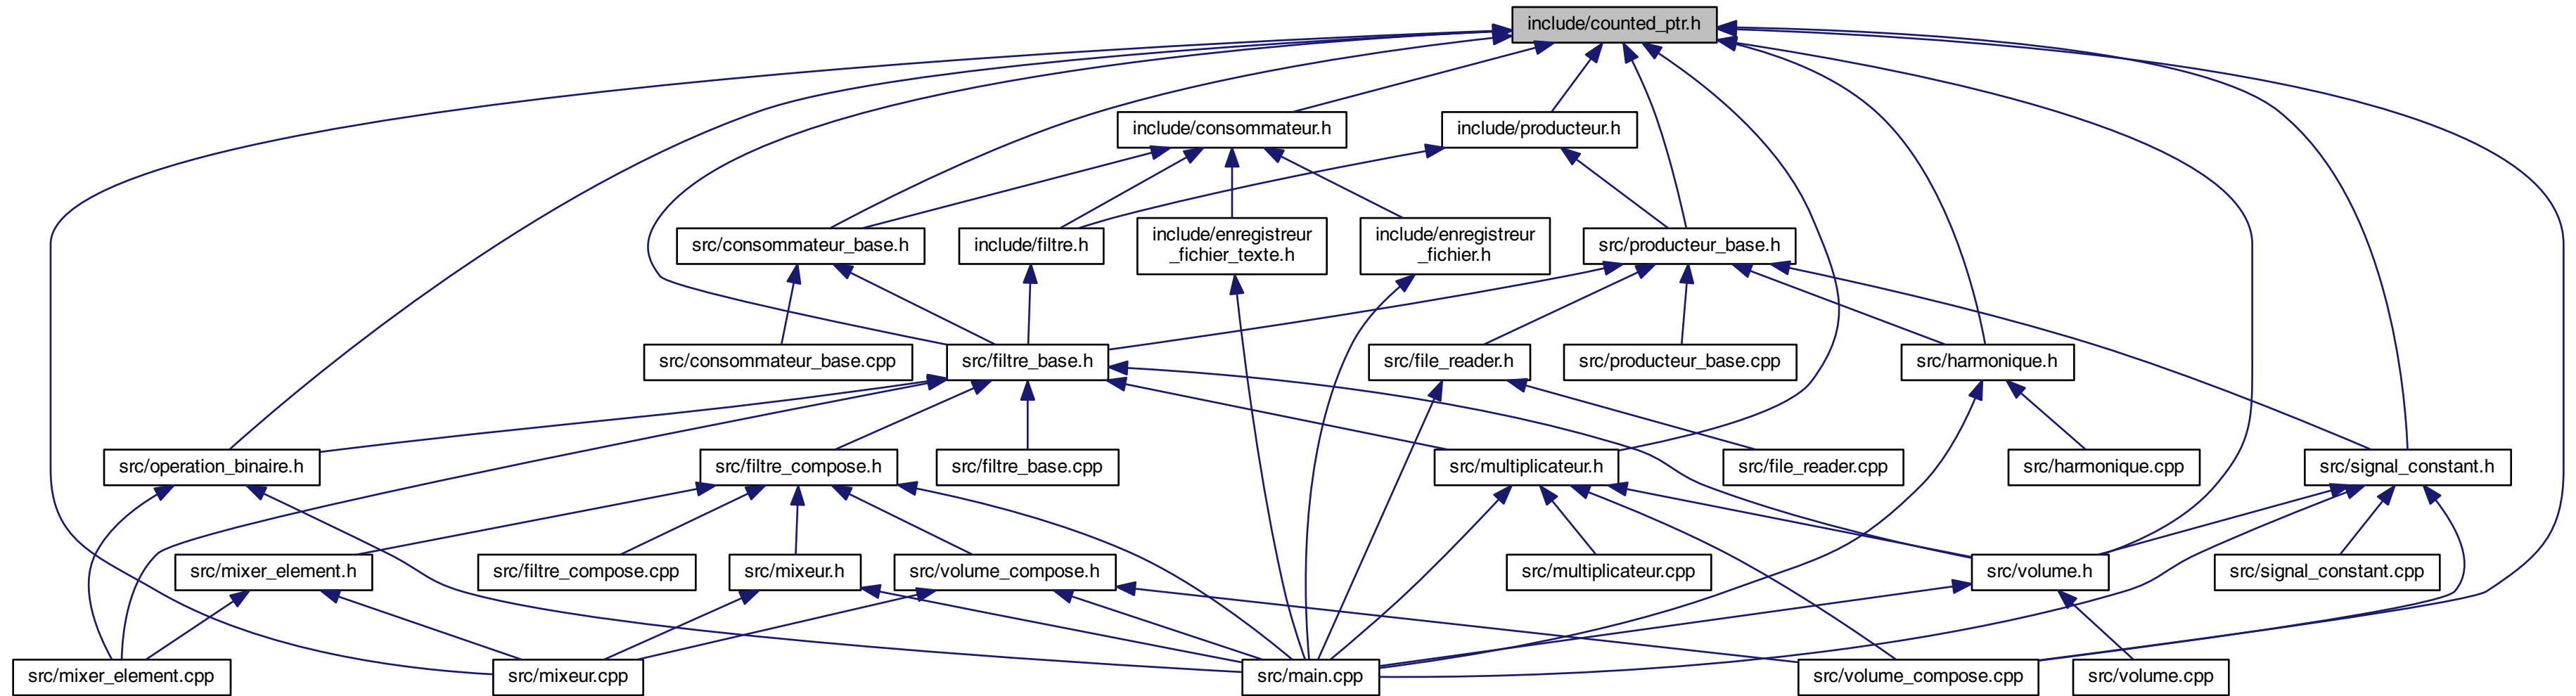 include/counted_ptr.h
include/consommateur.h
include/producteur.h
src/consommateur_base.h
include/filtre.h
include/enregistreur
_fichier_texte.h
include/enregistreur
_fichier.h
src/producteur_base.h
src/consommateur_base.cpp
src/filtre_base.h
src/file_reader.h
src/producteur_base.cpp
src/harmonique.h
src/operation_binaire.h
src/filtre_compose.h
src/filtre_base.cpp
src/multiplicateur.h
src/file_reader.cpp
src/harmonique.cpp
src/signal_constant.h
src/mixer_element.h
src/filtre_compose.cpp
src/mixeur.h
src/volume_compose.h
src/multiplicateur.cpp
src/volume.h
src/signal_constant.cpp
src/mixer_element.cpp
src/mixeur.cpp
src/main.cpp
src/volume_compose.cpp
src/volume.cpp